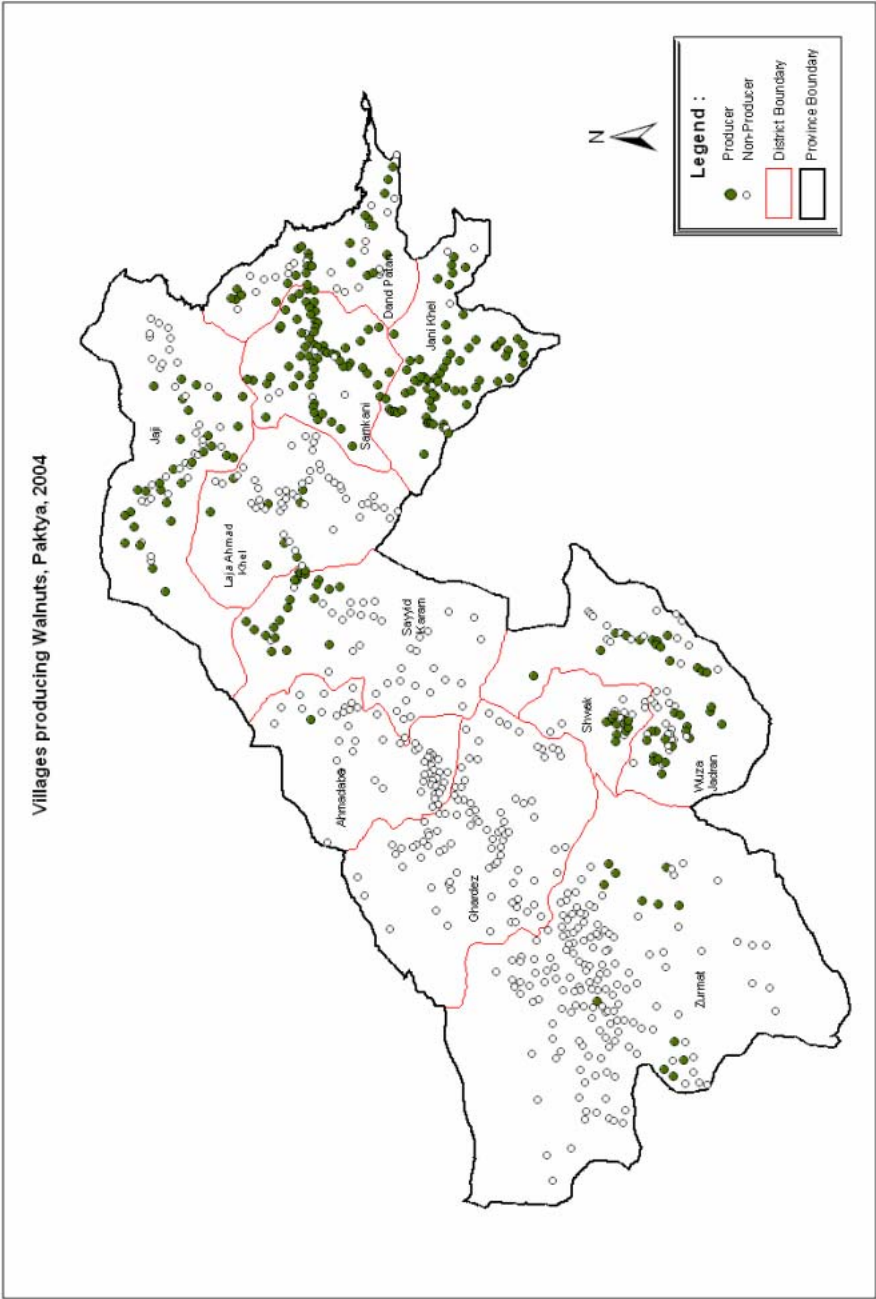 Villages producing Walnuts, Paktya, 2004
N
Legend :
Producer
Non-Producer
District Boundary
Province Boundary
Jaji
Dand Patan
Jani Khel
Samkani
Laja Ahmad
Khel
Sayyid
Karam
Ahmadaba
Shwak
Wuza
Jadran
Ghardez
Zurmat